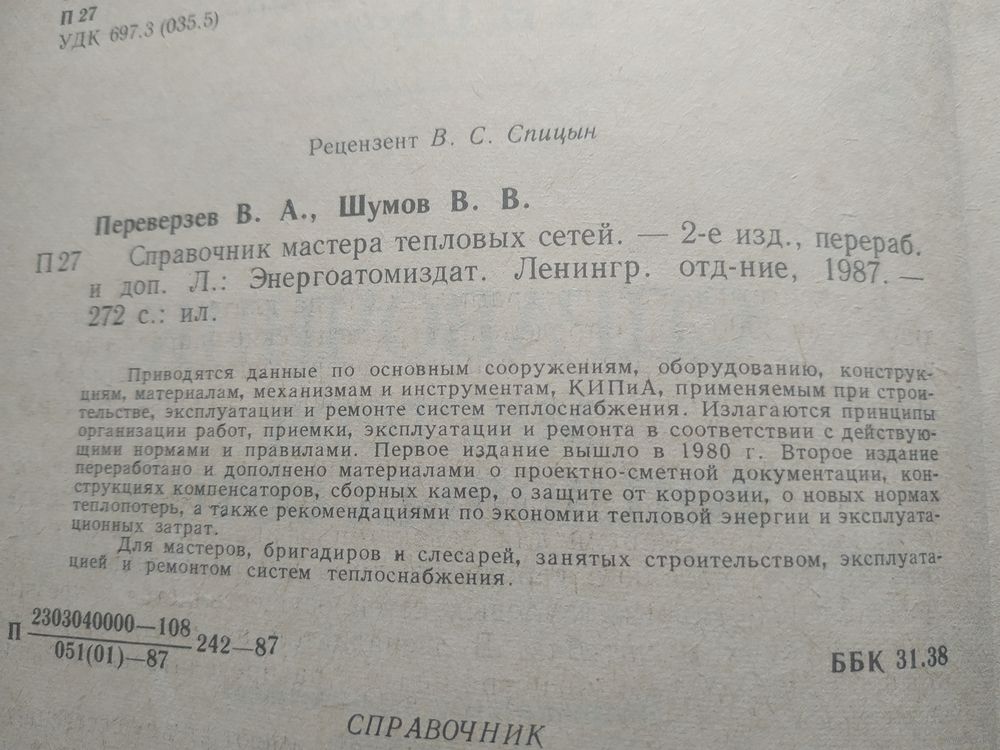 П 27
УДК 697.3 (035.5)
Рецензент В. С. Спицын
Переверзев В. А., Шумов В. В.
П 27 Справочник мастера тепловых сетей. — 2-е изд., перераб.
и доп. Л.: Энергоатомиздат. Ленингр. отд-ние, 1987. —
272 с.: ил.
Приводятся данные по основным сооружениям, оборудованию, конструк-
циям, материалам, механизмам и инструментам, КИПиА, применяемым при строи-
тельстве, эксплуатации и ремонте систем теплоснабжения. Излагаются принципы
организации работ, приемки, эксплуатации и ремонта в соответствии с действую-
щими нормами и правилами. Первое издание вышло в 1980 г. Второе издание
переработано и дополнено материалами о проектно-сметной документации, кон-
струкциях компенсаторов, сборных камер, о защите от коррозии, о новых нормах
теплопотерь, а также рекомендациями по экономии тепловой энергии и эксплуата-
ционных затрат.
Для мастеров, бригадиров и слесарей, занятых строительством, эксплуата-
цией и ремонтом систем теплоснабжения.
П 2303040000—108
051(01)—87 242—87
ББК 31.38
СПРАВОЧНИК